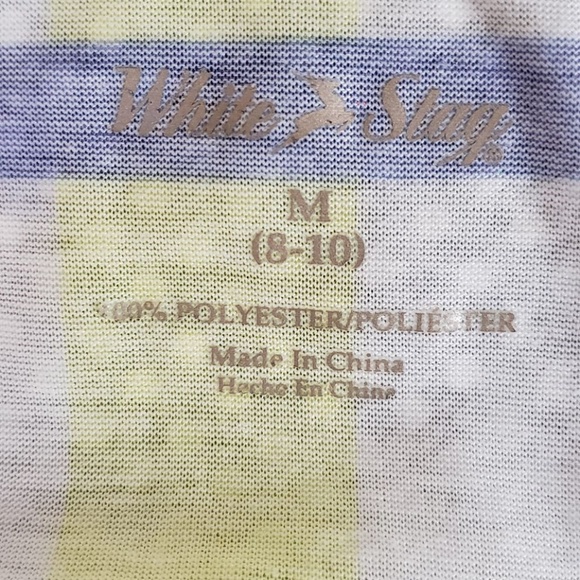 White Stag®
M
(8-10)
100% POLYESTER/POLIÉSTER
Made In China
Hecho En China